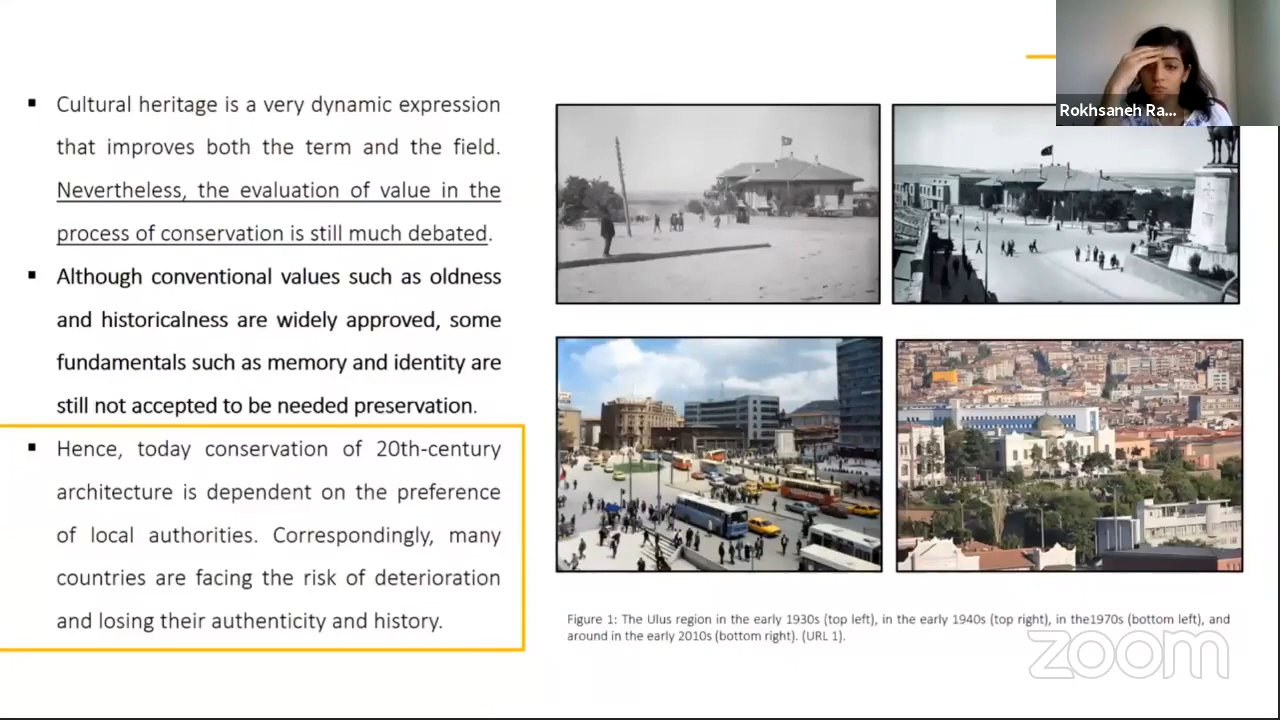 Rokhsaneh Ra...
▪ Cultural heritage is a very dynamic expression
that improves both the term and the field.
Nevertheless, the evaluation of value in the
process of conservation is still much debated.
▪ Although conventional values such as oldness
and historicalness are widely approved, some
fundamentals such as memory and identity are
still not accepted to be needed preservation.
▪ Hence, today conservation of 20th-century
architecture is dependent on the preference
of local authorities. Correspondingly, many
countries are facing the risk of deterioration
and losing their authenticity and history.
Figure 1: The Ulus region in the early 1930s (top left), in the early 1940s (top right), in the1970s (bottom left), and
around in the early 2010s (bottom right). (URL 1).
zoom